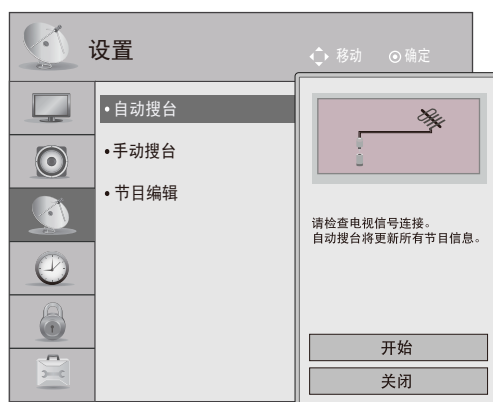 设置
移动 确定
•自动搜台
•手动搜台
•节目编辑
请检查电视信号连接。
自动搜台将更新所有节目信息。
开始
关闭